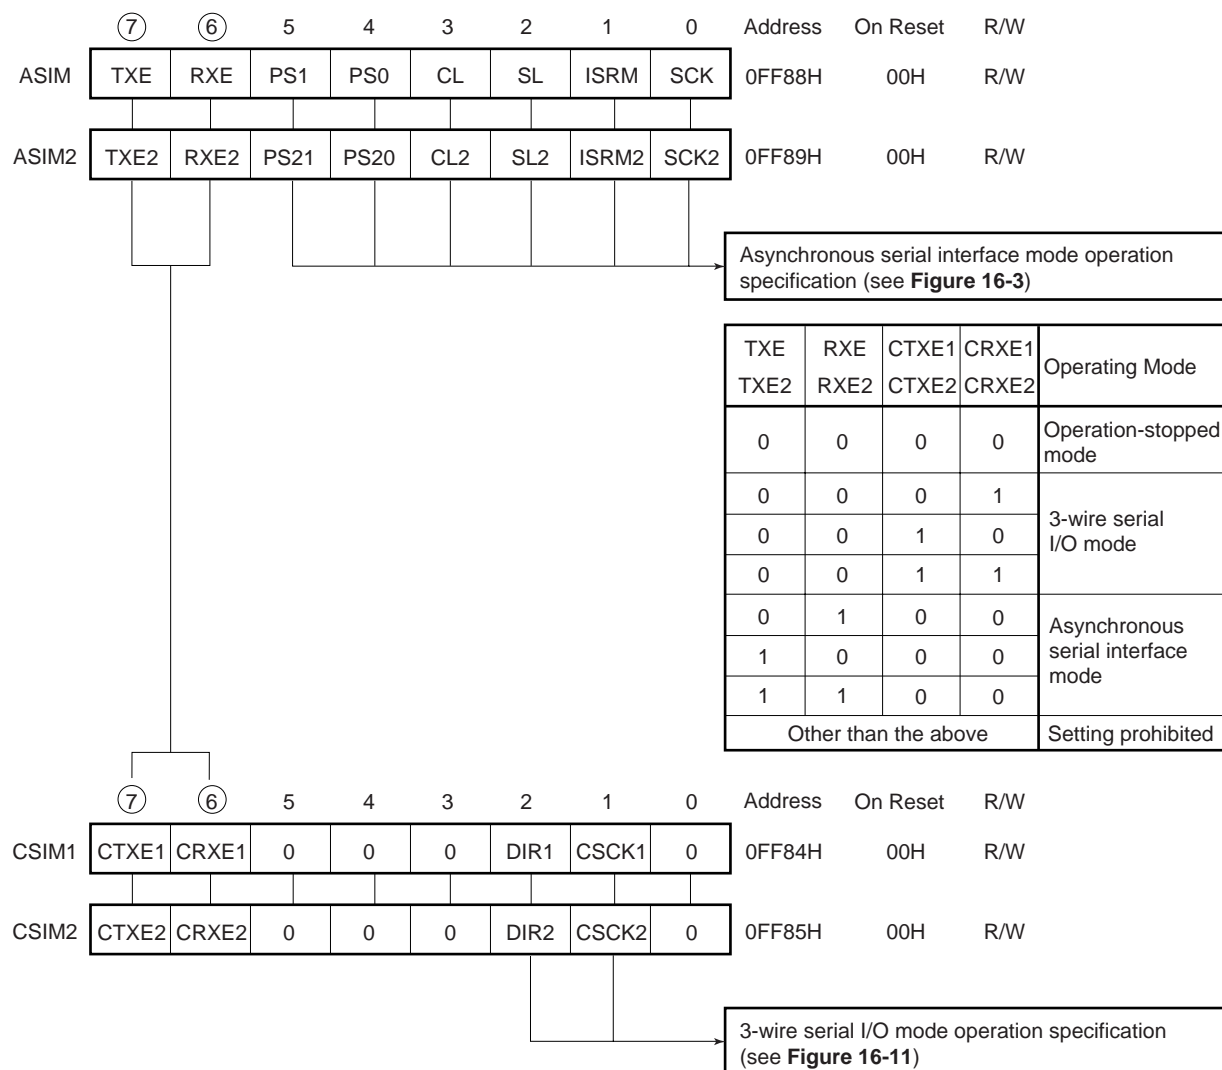 7 6 5 4 3 2 1 0 Address On Reset R/W
ASIM TXE RXE PS1 PS0 CL SL ISRM SCK 0FF88H 00H R/W
ASIM2 TXE2 RXE2 PS21 PS20 CL2 SL2 ISRM2 SCK2 0FF89H 00H R/W
Asynchronous serial interface mode operation
specification (see Figure 16-3)
TXE RXE CTXE1 CRXE1 Operating Mode
TXE2 RXE2 CTXE2 CRXE2
0 0 0 0 Operation-stopped
mode
0 0 0 1 3-wire serial
0 0 1 0 I/O mode
0 0 1 1
0 1 0 0 Asynchronous
1 0 0 0 serial interface
1 1 0 0 mode
Other than the above Setting prohibited
7 6 5 4 3 2 1 0 Address On Reset R/W
CSIM1 CTXE1 CRXE1 0 0 0 DIR1 CSCK1 0 0FF84H 00H R/W
CSIM2 CTXE2 CRXE2 0 0 0 DIR2 CSCK2 0 0FF85H 00H R/W
3-wire serial I/O mode operation specification
(see Figure 16-11)